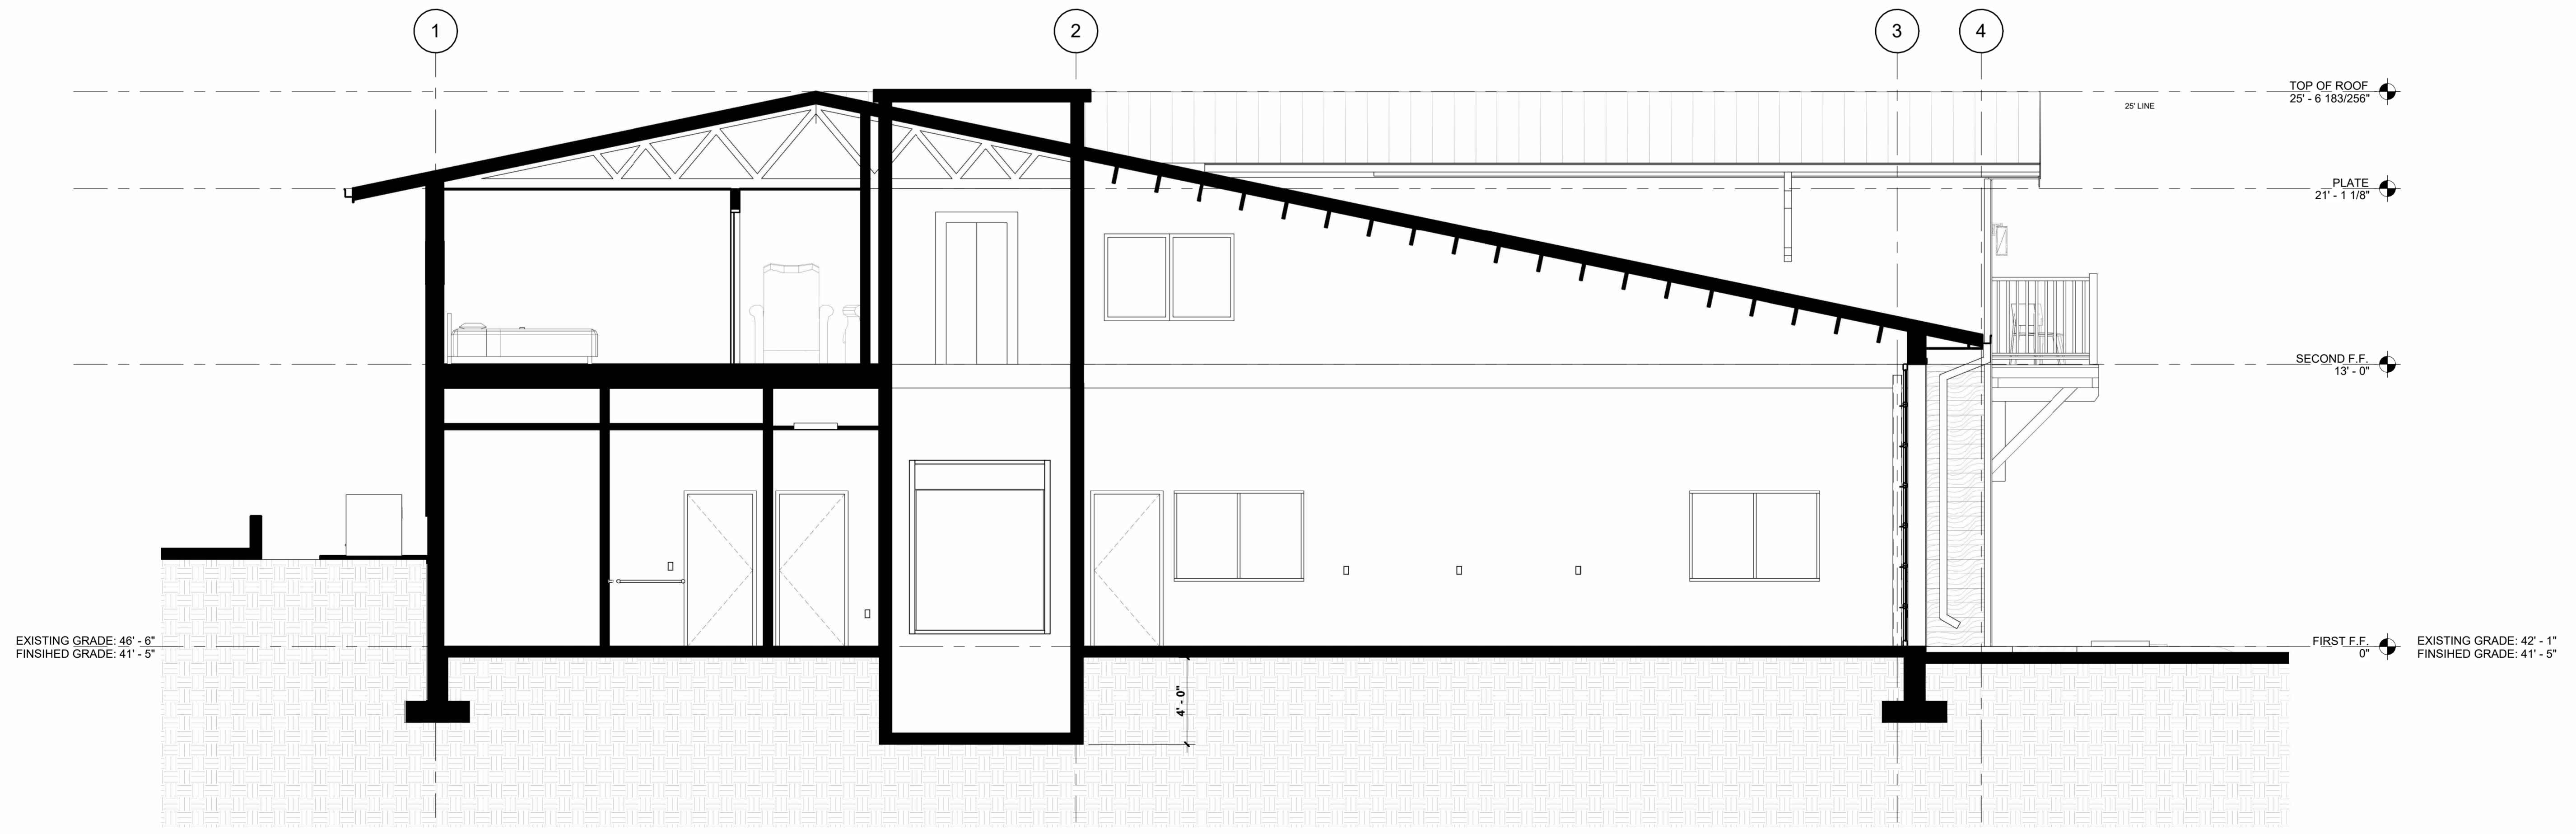 1
2
3
4
TOP OF ROOF
25' - 6 183/256"
25' LINE
PLATE
21' - 1 1/8"
SECOND F.F.
13' - 0"
EXISTING GRADE: 46' - 6"
FINSIHED GRADE: 41' - 5"
4' - 0"
FIRST F.F.
0"
EXISTING GRADE: 42' - 1"
FINSIHED GRADE: 41' - 5"